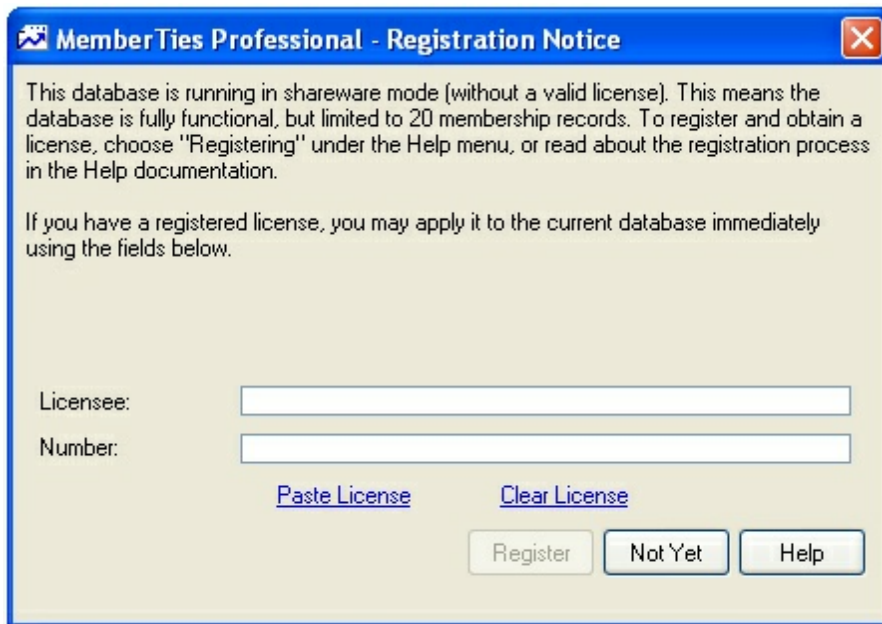 MemberTies Professional - Registration Notice
This database is running in shareware mode (without a valid license). This means the
database is fully functional, but limited to 20 membership records. To register and obtain a
license, choose "Registering" under the Help menu, or read about the registration process
in the Help documentation.
If you have a registered license, you may apply it to the current database immediately
using the fields below.
Licensee:
Number:
Paste License Clear License
Register Not Yet Help